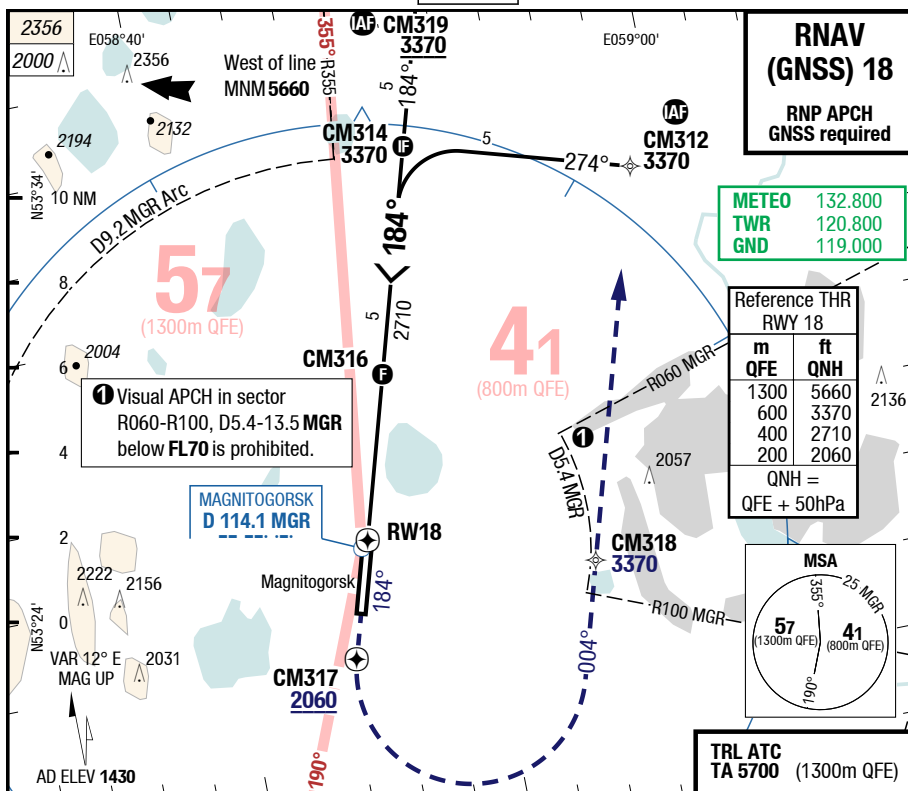 2356
2000
E058°40'
2356
West of line
MNM 5660
355°
R355
IAF
CM319
3370
5
184°
E059°00'
RNAV
(GNSS) 18
RNP APCH
GNSS required
2194
2132
N53°34'
10 NM
D9.2 MGR Arc
CM314
3370
IF
5
274°
IAF
CM312
3370
184°
METEO 132.800
TWR 120.800
GND 119.000
57
(1300m QFE)
41
(800m QFE)
8
6
4
2
0
5
2710
CM316
F
2004
1 Visual APCH in sector
R060-R100, D5.4-13.5 MGR
below FL70 is prohibited.
R060 MGR
1
D5.4 MGR
2057
2136
Reference THR
RWY 18
m ft
QFE QNH
1300 5660
600 3370
400 2710
200 2060
QNH =
QFE + 50hPa
MAGNITOGORSK
D 114.1 MGR
RW18
Magnitogorsk
184°
CM318
3370
R100 MGR
004°
2222
2156
N53°24'
VAR 12° E
MAG UP
2031
CM317
2060
190°
AD ELEV 1430
MSA
25 MGR
355°
57
(1300m QFE)
41
(800m QFE)
190°
TRL ATC
TA 5700 (1300m QFE)